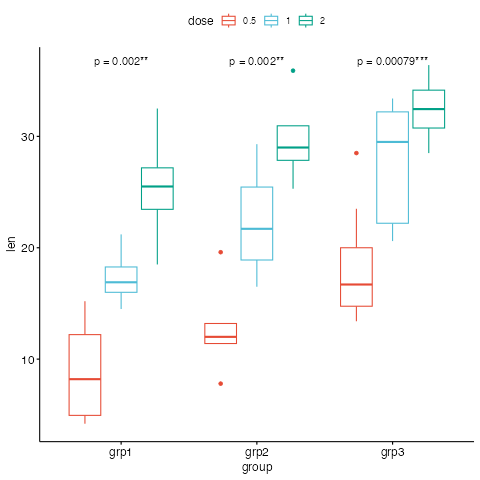 dose 0.5 1 2
p = 0.002** p = 0.002** p = 0.00079***
30
20
10
len
grp1 grp2 grp3
group